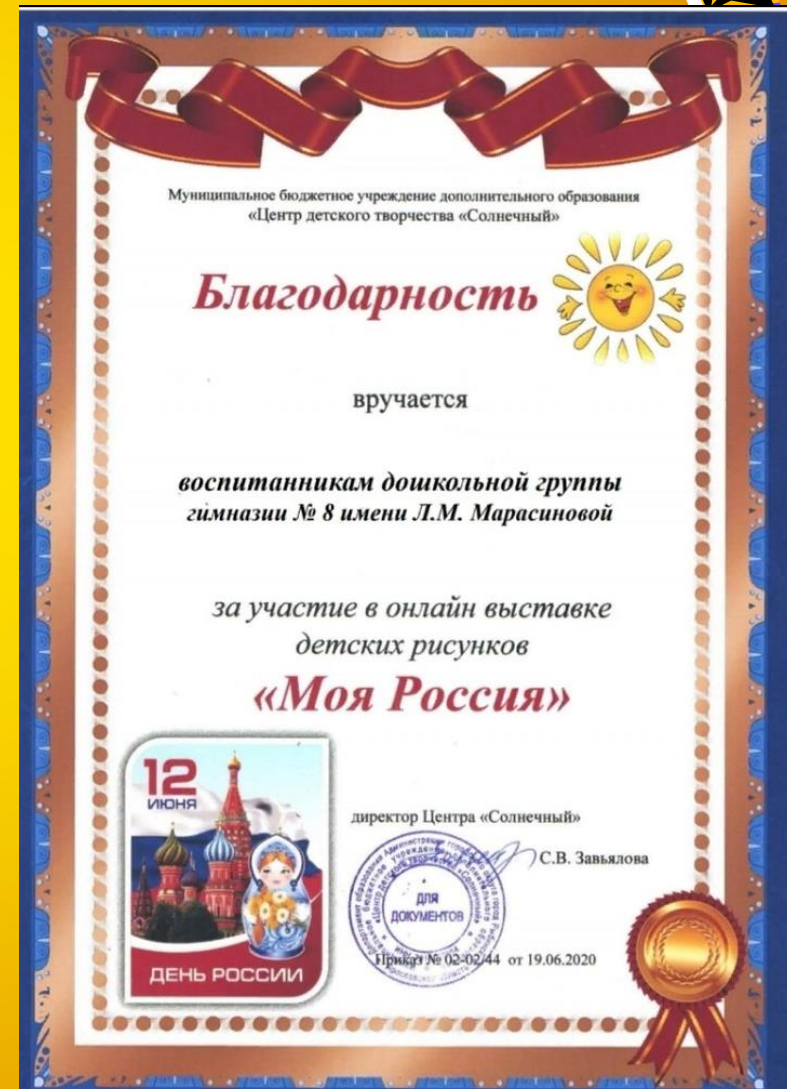 Муниципальное бюджетное учреждение дополнительного образования
«Центр детского творчества «Солнечный»
Благодарность
вручается
воспитанникам дошкольной группы
гимназии № 8 имени Л.М. Марасиновой
за участие в онлайн выставке
детских рисунков
«Моя Россия»
12
ИЮНЯ
ДЕНЬ РОССИИ
директор Центра «Солнечный»
С.В. Завьялова
ДЛЯ
ДОКУМЕНТОВ
Приказ № 02-02/44 от 19.06.2020